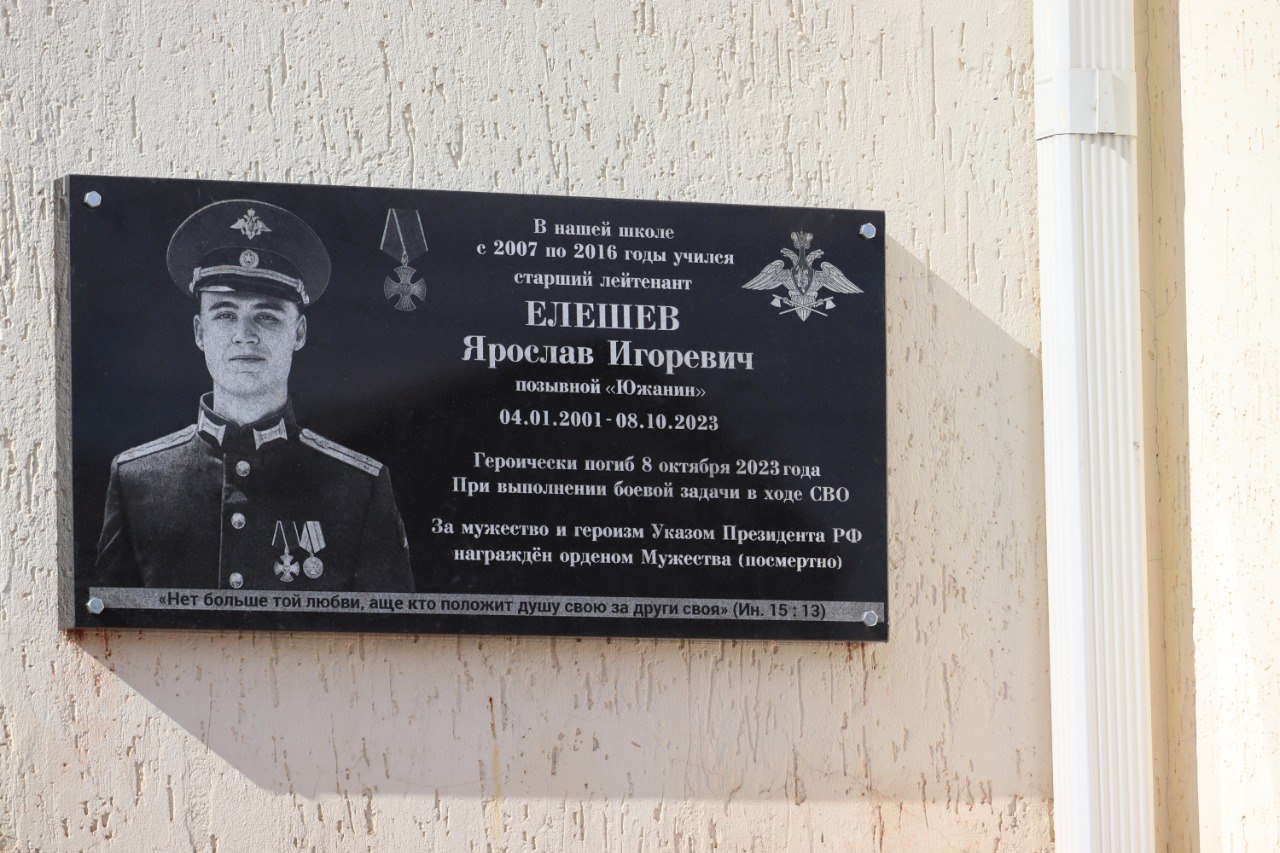 В нашей школе
с 2007 по 2016 годы учился
старший лейтенант
ЕЛЕШЕВ
Ярослав Игоревич
позывной «Южанин»
04.01.2001 - 08.10.2023
Героически погиб 8 октября 2023 года
При выполнении боевой задачи в ходе СВО
За мужество и героизм Указом Президента РФ
награждён орденом Мужества (посмертно)
«Нет больше той любви, аще кто положит душу свою за други своя» (Ин. 15 : 13)